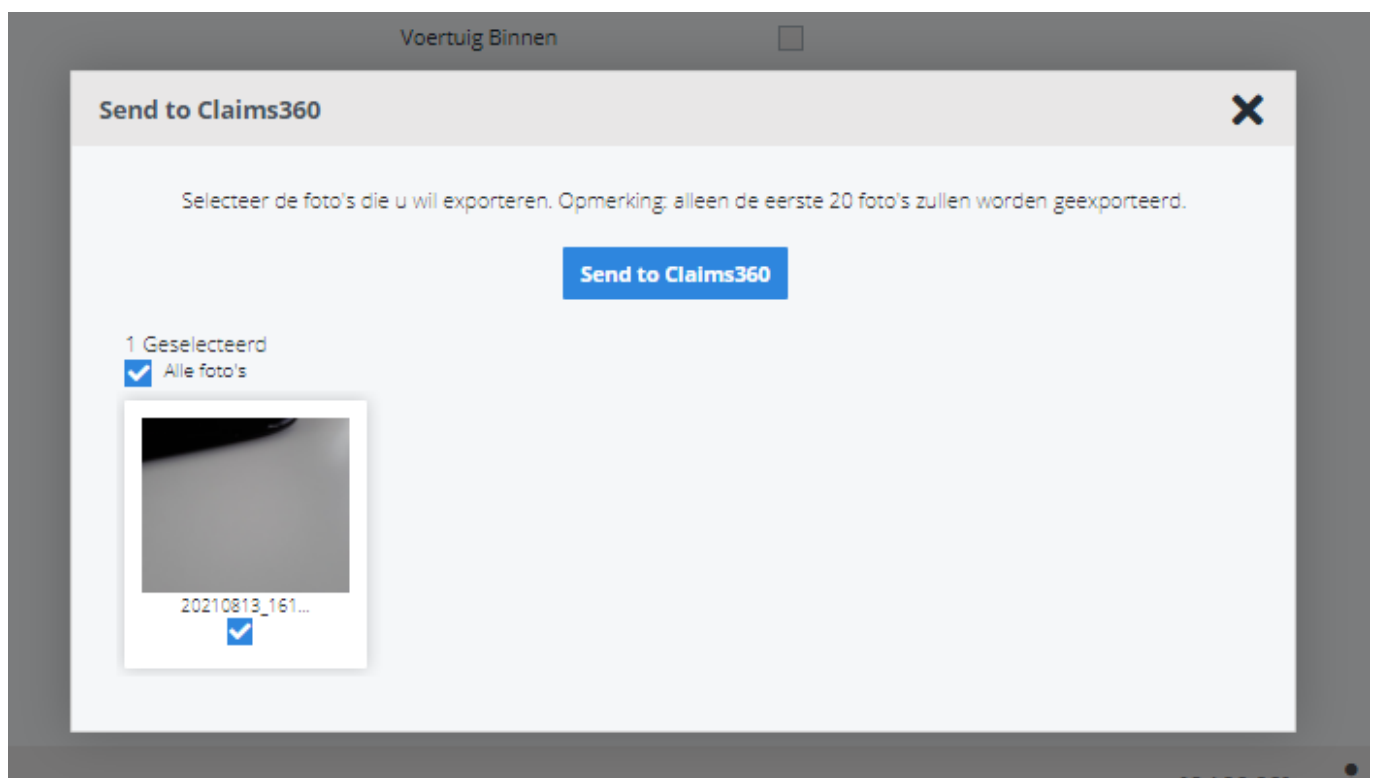 Voertuig Binnen
Send to Claims360
Selecteer de foto's die u wil exporteren. Opmerking: alleen de eerste 20 foto's zullen worden geexporteerd.
Send to Claims360
1 Geselecteerd
Alle foto's
20210813_161...